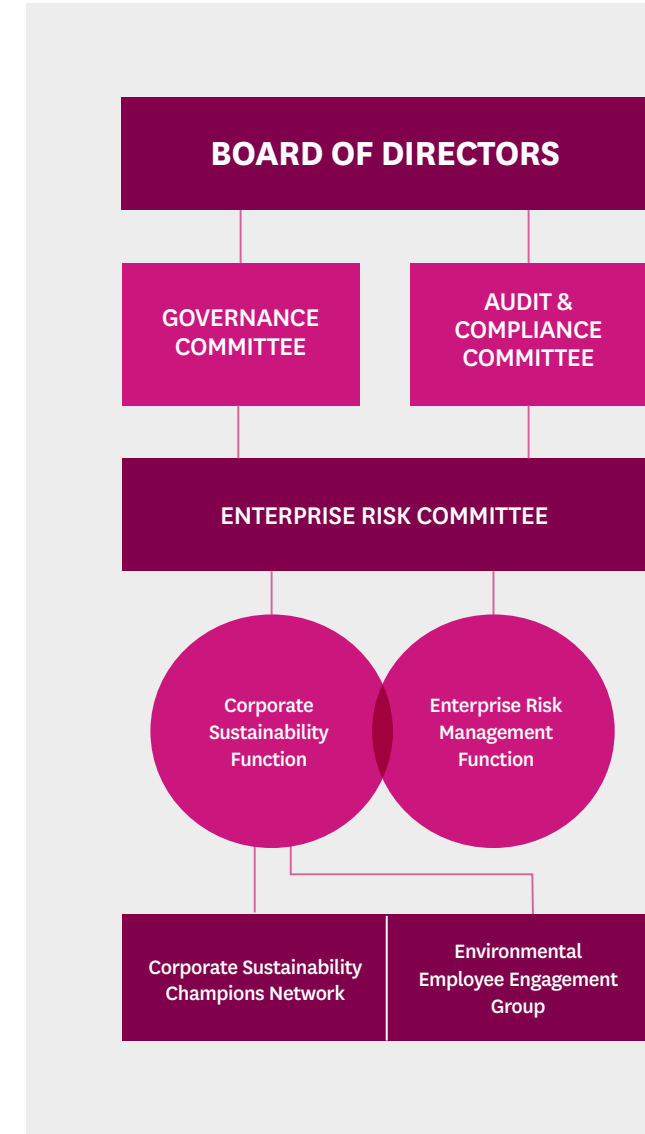 BOARD OF DIRECTORS
GOVERNANCE
COMMITTEE
AUDIT &
COMPLIANCE
COMMITTEE
ENTERPRISE RISK COMMITTEE
Corporate
Sustainability
Function
Enterprise Risk
Management
Function
Corporate Sustainability
Champions Network
Environmental
Employee Engagement
Group